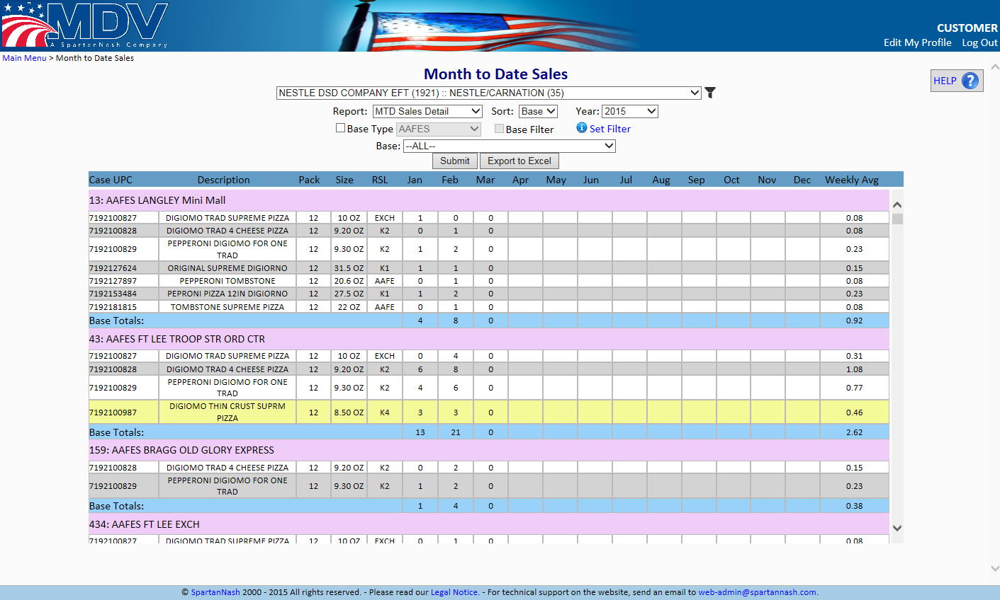 MDV
A SpartanNash Company
CUSTOMER
Edit My Profile Log Out
Main Menu > Month to Date Sales
Month to Date Sales
HELP ?
NESTLE DSD COMPANY EFT (1921) :: NESTLE/CARNATION (35)
Report: MTD Sales Detail Sort: Base Year: 2015
Base Type AAFES Base Filter i Set Filter
Base: --ALL--
Submit Export to Excel
Case UPC Description Pack Size RSL Jan Feb Mar Apr May Jun Jul Aug Sep Oct Nov Dec Weekly Avg
13: AAFES LANGLEY Mini Mall
7192100827 DIGIOMO TRAD SUPREME PIZZA 12 10 OZ EXCH 1 0 0 0.08
7192100828 DIGIOMO TRAD 4 CHEESE PIZZA 12 9.20 OZ K2 0 1 0 0.08
7192100829 PEPPERONI DIGIOMO FOR ONE TRAD 12 9.30 OZ K2 1 2 0 0.23
7192127624 ORIGINAL SUPREME DIGIORNO 12 31.5 OZ K1 1 1 0 0.15
7192127897 PEPPERONI TOMBSTONE 12 20.6 OZ AAFE 0 1 0 0.08
7192153484 PEPRONI PIZZA 12IN DIGIORNO 12 27.5 OZ K1 1 2 0 0.23
7192181815 TOMBSTONE SUPREME PIZZA 12 22 OZ AAFE 0 1 0 0.08
Base Totals: 4 8 0 0.92
43: AAFES FT LEE TROOP STR ORD CTR
7192100827 DIGIOMO TRAD SUPREME PIZZA 12 10 OZ EXCH 0 4 0 0.31
7192100828 DIGIOMO TRAD 4 CHEESE PIZZA 12 9.20 OZ K2 6 8 0 1.08
7192100829 PEPPERONI DIGIOMO FOR ONE TRAD 12 9.30 OZ K2 4 6 0 0.77
7192100987 DIGIOMO THIN CRUST SUPRM PIZZA 12 8.50 OZ K4 3 3 0 0.46
Base Totals: 13 21 0 2.62
159: AAFES BRAGG OLD GLORY EXPRESS
7192100828 DIGIOMO TRAD 4 CHEESE PIZZA 12 9.20 OZ K2 0 2 0 0.15
7192100829 PEPPERONI DIGIOMO FOR ONE TRAD 12 9.30 OZ K2 1 2 0 0.23
Base Totals: 1 4 0 0.38
434: AAFES FT LEE EXCH
7192100827 DIGIOMO TRAD SUPREME PIZZA 12 10 OZ EXCH 0 1 0 0.08
© SpartanNash 2000 - 2015 All rights reserved. - Please read our Legal Notice. - For technical support on the website, send an email to web-admin@spartannash.com.